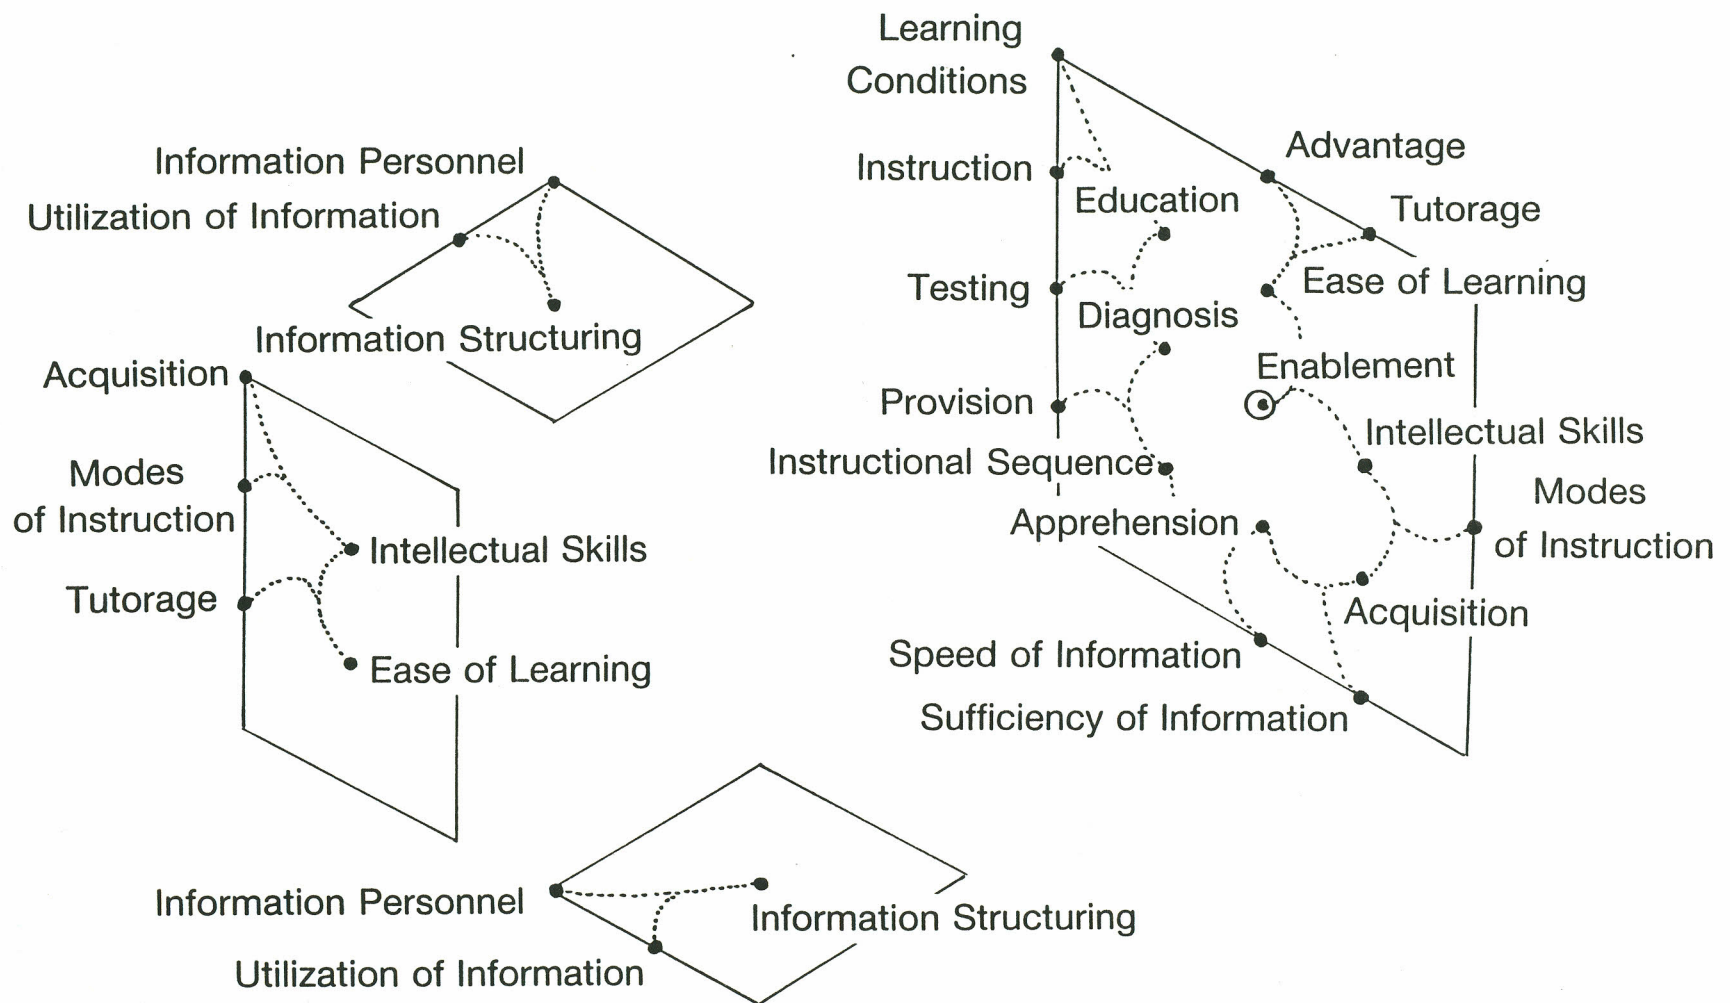 Learning
Conditions
Information Personnel
Utilization of Information
Information Structuring
Instruction
Advantage
Education
Tutorage
Testing
Ease of Learning
Diagnosis
Enablement
Provision
Intellectual Skills
Instructional Sequence
Modes
of Instruction
Apprehension
Acquisition
Speed of Information
Sufficiency of Information
Acquisition
Modes
of Instruction
Intellectual Skills
Tutorage
Ease of Learning
Information Personnel
Information Structuring
Utilization of Information